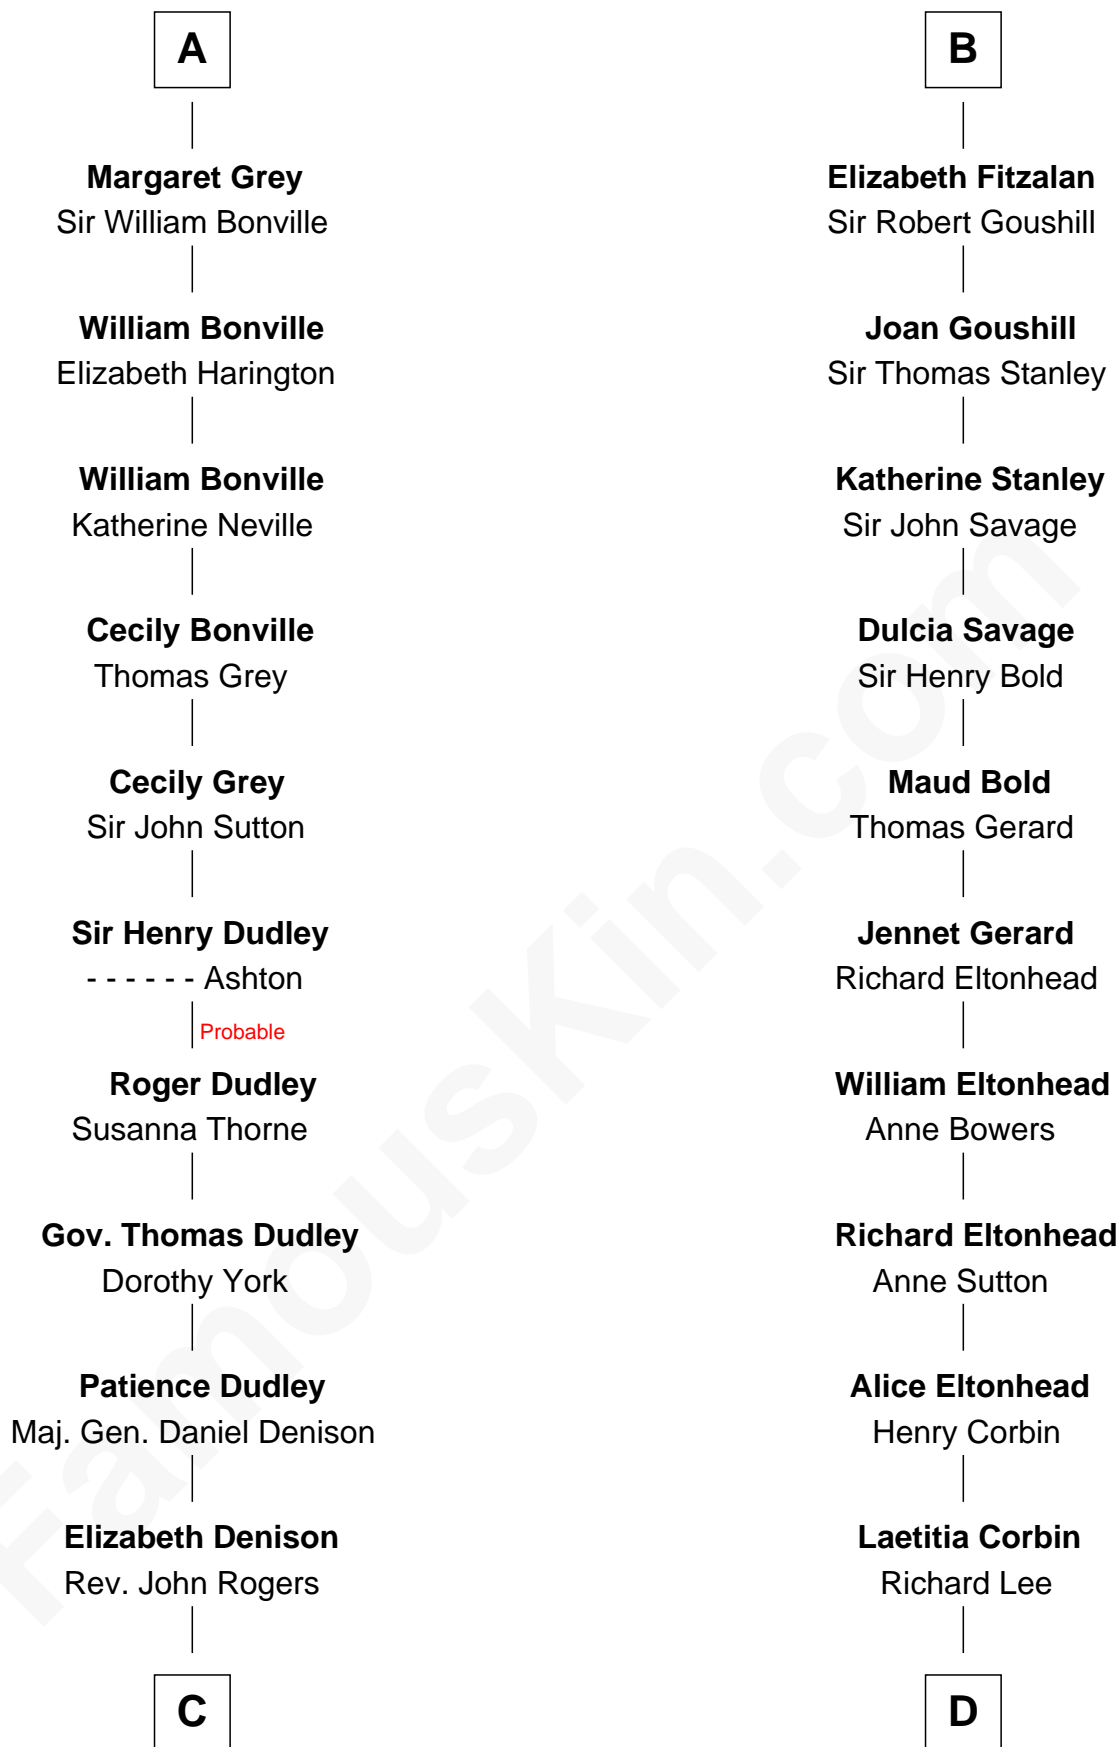 A
Margaret Grey
Sir William Bonville
William Bonville
Elizabeth Harington
William Bonville
Katherine Neville
Cecily Bonville
Thomas Grey
Cecily Grey
Sir John Sutton
Sir Henry Dudley
- - - - - - Ashton
Probable
Roger Dudley
Susanna Thorne
Gov. Thomas Dudley
Dorothy York
Patience Dudley
Maj. Gen. Daniel Denison
Elizabeth Denison
Rev. John Rogers
C
B
Elizabeth Fitzalan
Sir Robert Goushill
Joan Goushill
Sir Thomas Stanley
Katherine Stanley
Sir John Savage
Dulcia Savage
Sir Henry Bold
Maud Bold
Thomas Gerard
Jennet Gerard
Richard Eltonhead
William Eltonhead
Anne Bowers
Richard Eltonhead
Anne Sutton
Alice Eltonhead
Henry Corbin
Laetitia Corbin
Richard Lee
D
FamousKin.com